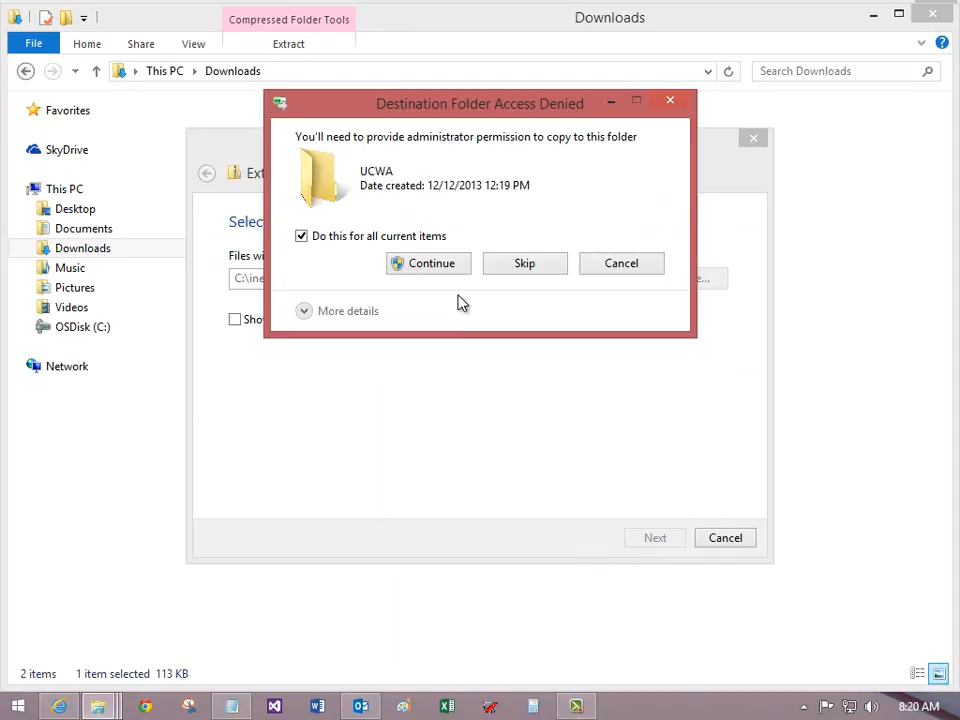 Compressed Folder Tools
Downloads
File
Home
Share
View
Extract
This PC
Downloads
Search Downloads
Favorites
SkyDrive
This PC
Desktop
Documents
Downloads
Music
Pictures
Videos
OSDisk (C:)
Network
Destination Folder Access Denied
You'll need to provide administrator permission to copy to this folder
UCWA
Date created: 12/12/2013 12:19 PM
Do this for all current items
Continue
Skip
Cancel
More details
Ext
Selec
Files wi
C:\ine
e...
Sho
Next
Cancel
2 items
1 item selected 113 KB
8:20 AM